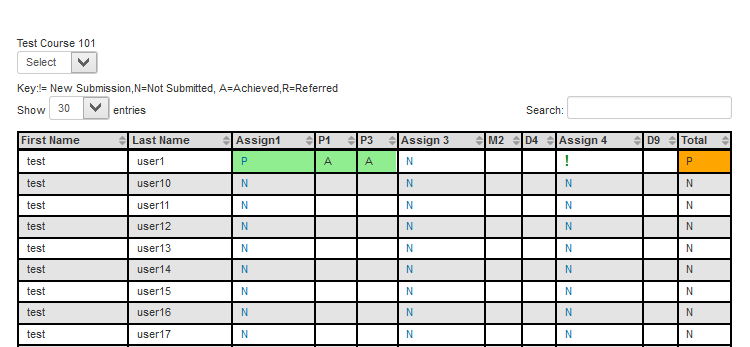 Test Course 101
Select
Key:!= New Submission,N=Not Submitted, A=Achieved,R=Referred
Show 30 entries Search:
First Name Last Name Assign1 P1 P3 Assign 3 M2 D4 Assign 4 D9 Total
test user1 P A A N ! P
test user10 N N N N
test user11 N N N N
test user12 N N N N
test user13 N N N N
test user14 N N N N
test user15 N N N N
test user16 N N N N
test user17 N N N N